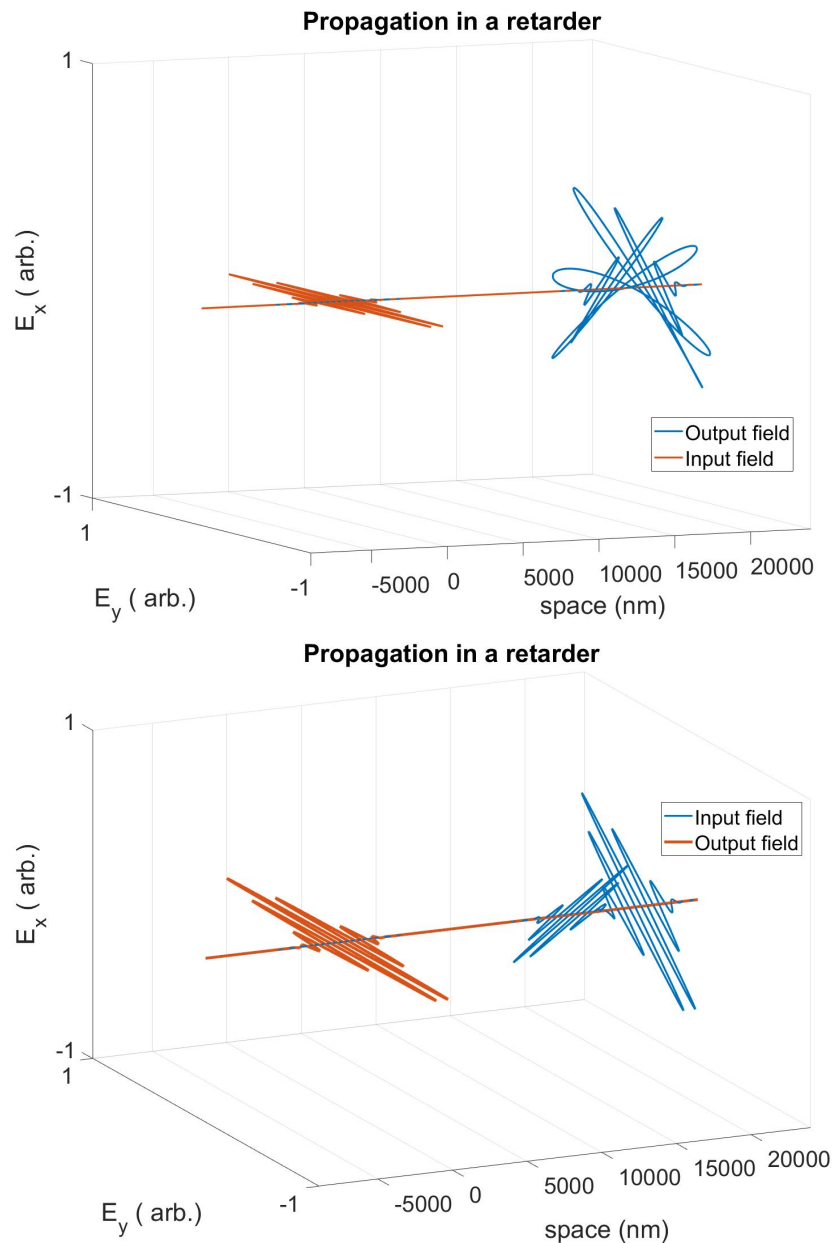 Propagation in a retarder
1
E_x ( arb.)
-1
1
E_y ( arb.)
-1
-5000
0
5000
10000
15000
20000
space (nm)
Output field
Input field
Propagation in a retarder
1
E_x ( arb.)
-1
1
E_y ( arb.)
-1
-5000
0
5000
10000
15000
20000
space (nm)
Input field
Output field